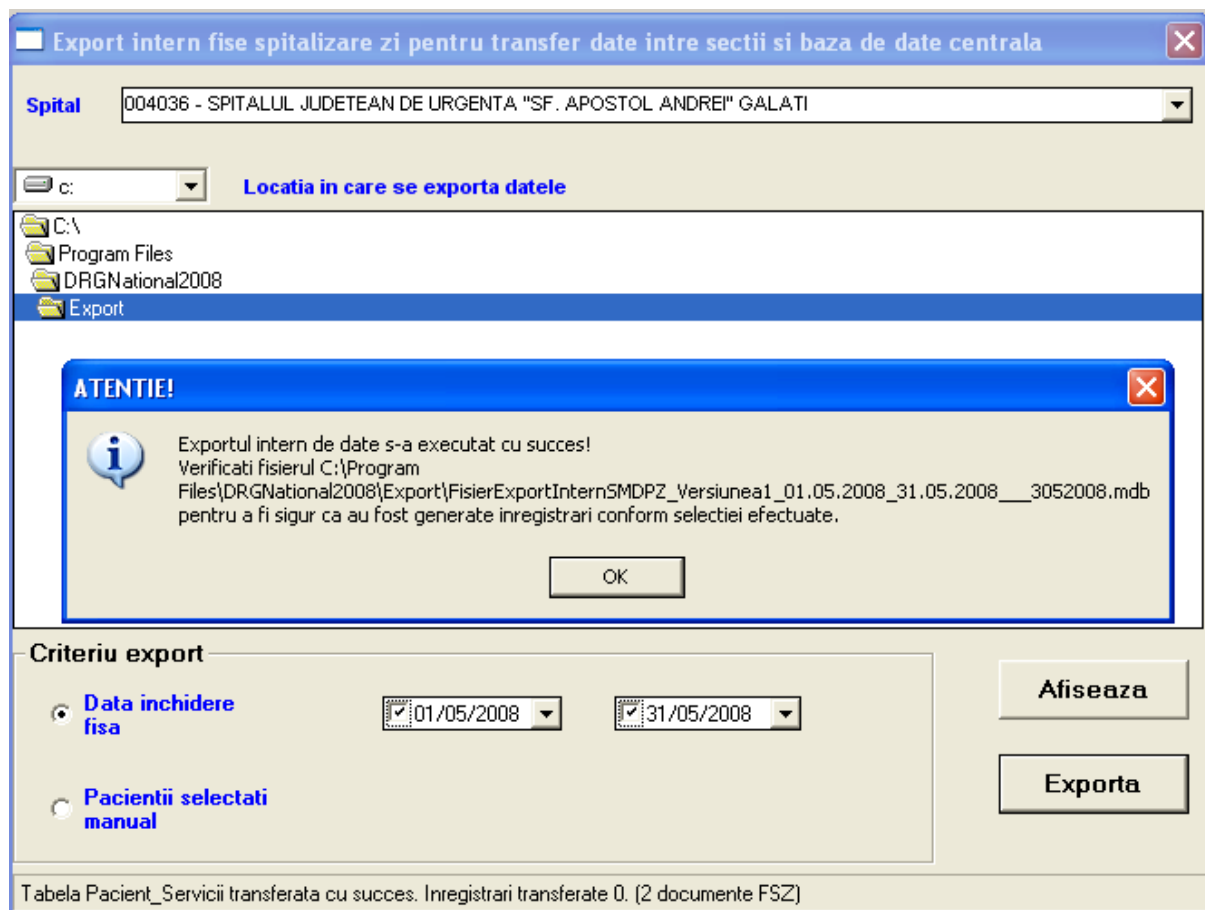 Export intern fise spitalizare zi pentru transfer date intre sectii si baza de date centrala
Spital
004036 - SPITALUL JUDETEAN DE URGENTA "SF. APOSTOL ANDREI" GALATI
c:
Locatia in care se exporta datele
C:\
Program Files
DRGNational2008
Export
ATENTIE!
Exportul intern de date s-a executat cu succes!
Verificati fisierul C:\Program
Files\DRGNational2008\Export\FisierExportInternSMDPZ_Versiunea1_01.05.2008_31.05.2008___3052008.mdb
pentru a fi sigur ca au fost generate inregistrari conform selectiei efectuate.
OK
Criteriu export
Data inchidere
fisa
01/05/2008
31/05/2008
Afiseaza
Pacientii selectati
manual
Exporta
Tabela Pacient_Servicii transferata cu succes. Inregistrari transferate 0. (2 documente FSZ)